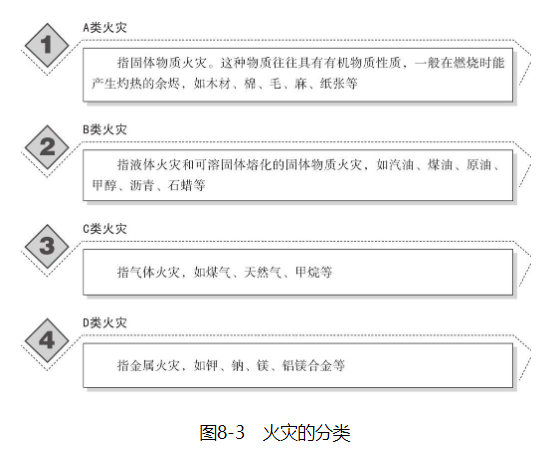 1
A类火灾
指固体物质火灾。这种物质往往具有有机物质性质，一般在燃烧时能
产生灼热的余烬，如木材、棉、毛、麻、纸张等
2
B类火灾
指液体火灾和可溶固体熔化的固体物质火灾，如汽油、煤油、原油、
甲醇、沥青、石蜡等
3
C类火灾
指气体火灾，如煤气、天然气、甲烷等
4
D类火灾
指金属火灾，如钾、钠、镁、铝镁合金等
图8-3 火灾的分类